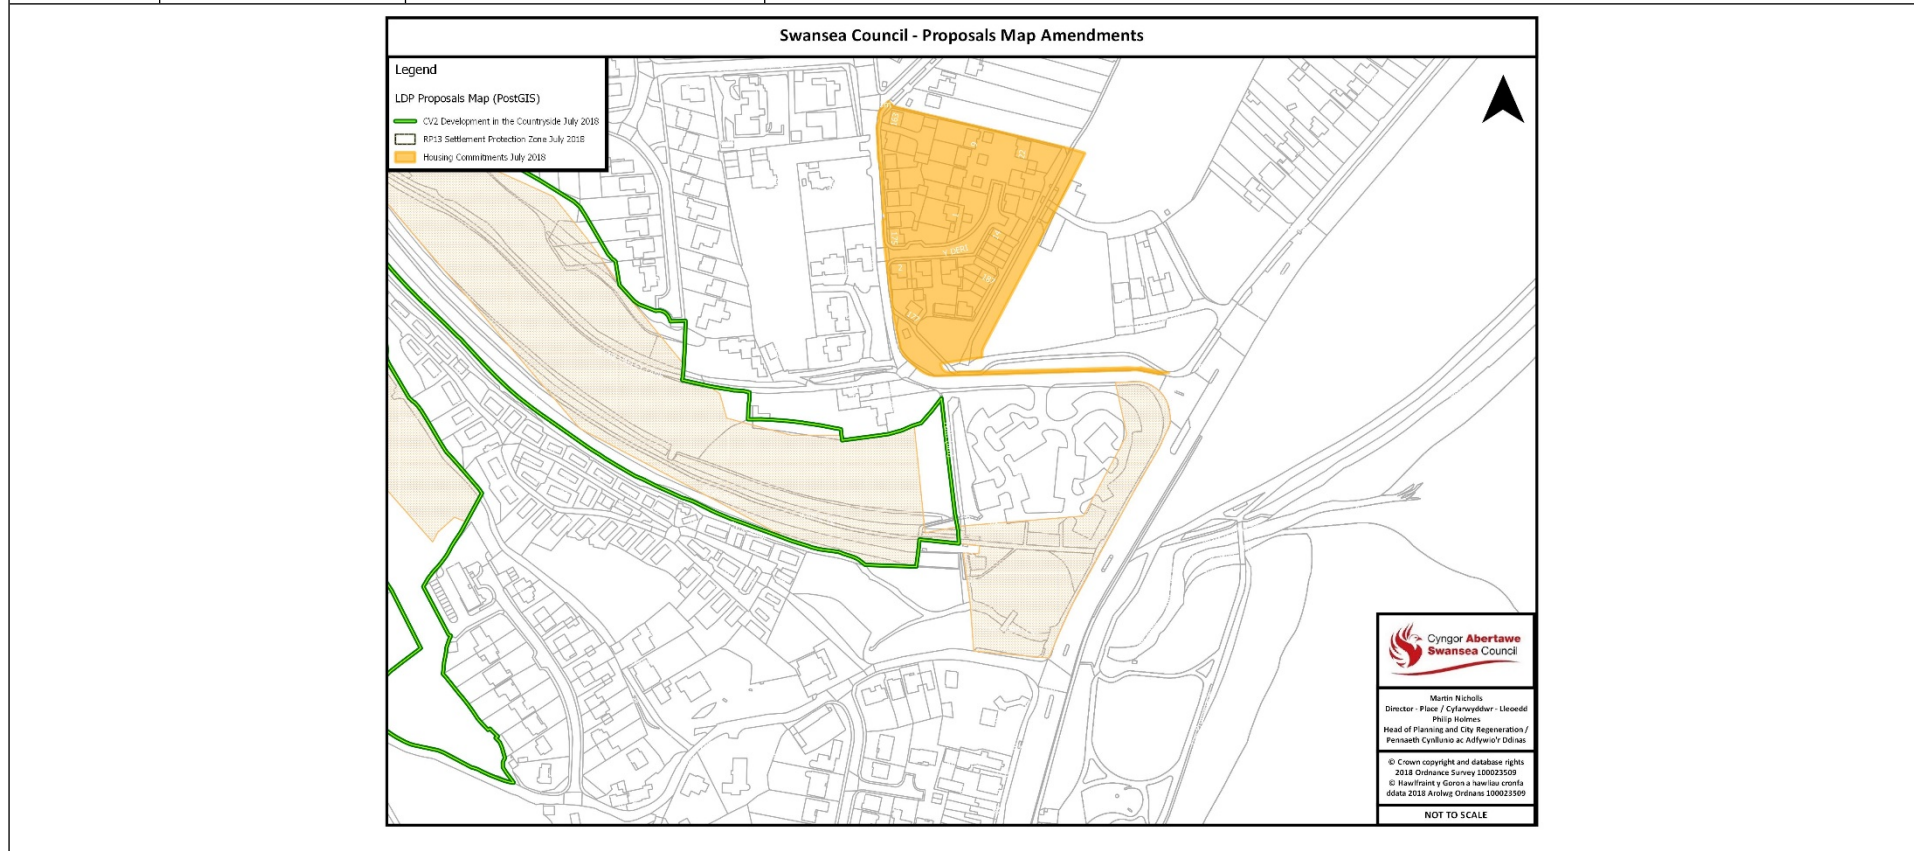 Swansea Council - Proposals Map Amendments
Legend
LDP Proposals Map (PostGIS)
CV2 Development in the Countryside July 2018
RP13 Settlement Protection Zone July 2018
Housing Commitments July 2018
Y DERI
Cyngor Abertawe
Swansea Council
Martin Nicholls
Director - Place / Cyfarwyddwr - Lleoedd
Philip Holmes
Head of Planning and City Regeneration /
Pennaeth Cynllunio ac Adfywio'r Ddinas
© Crown copyright and database rights
2018 Ordnance Survey 100023509
© Hawlfraint y Goron a hawliau cronfa
ddata 2018 Arolwg Ordnans 100023509
NOT TO SCALE